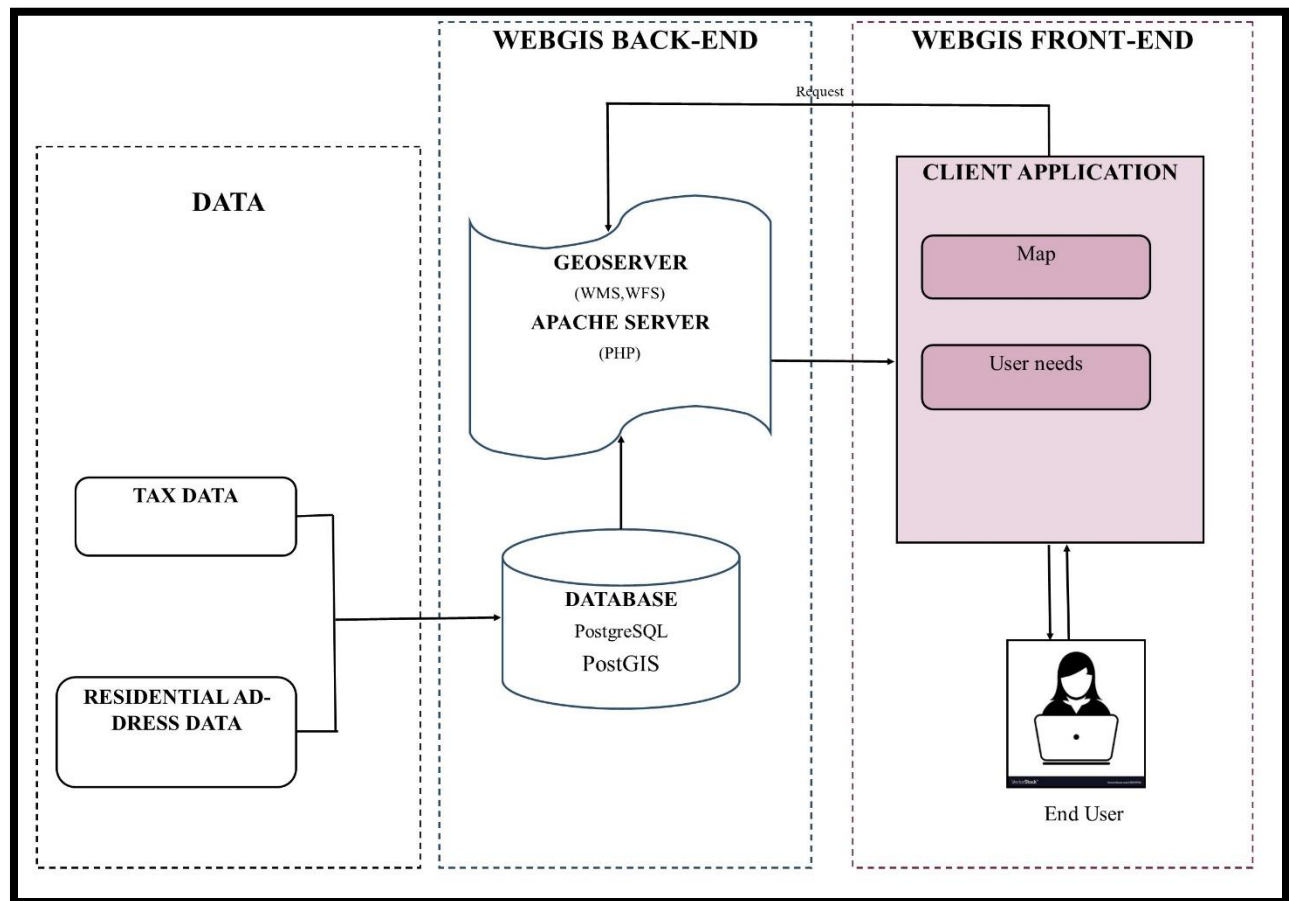 WEBGIS BACK-END
WEBGIS FRONT-END
Request
DATA
CLIENT APPLICATION
Map
User needs
GEOSERVER
(WMS,WFS)
APACHE SERVER
(PHP)
TAX DATA
RESIDENTIAL AD-
DRESS DATA
DATABASE
PostgreSQL
PostGIS
VectorStock
End User